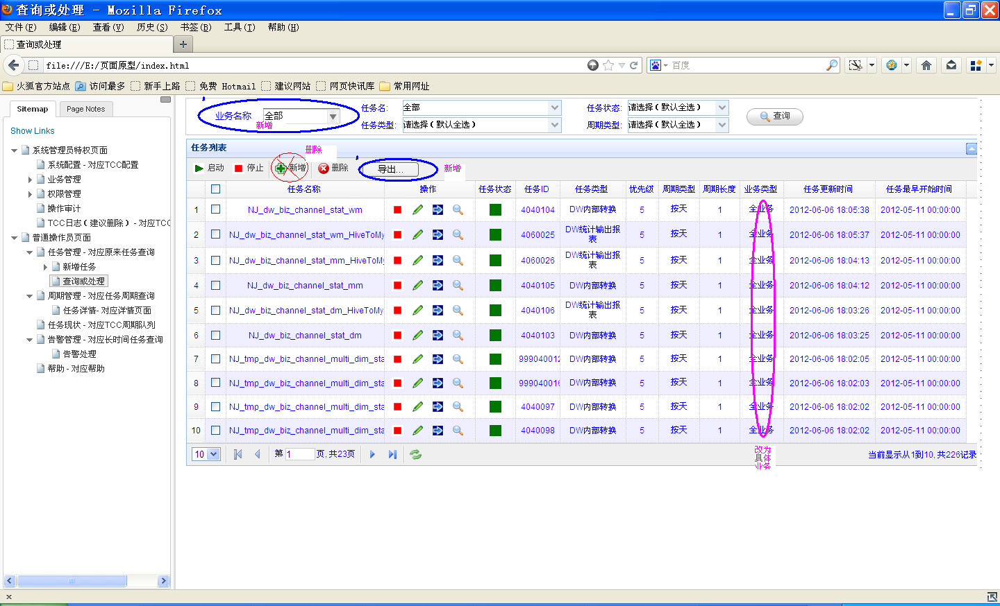 查询或处理 - Mozilla Firefox
文件(F) 编辑(E) 查看(V) 历史(S) 书签(B) 工具(T) 帮助(H)
查询或处理
file:///E:/页面原型/index.html
百度
火狐官方站点 访问最多 新手上路 免费 Hotmail 建议网站 网页快讯库 常用网址
Sitemap Page Notes
Show Links
系统管理员特权页面
系统配置 - 对应TCC配置
业务管理
权限管理
操作审计
TCC日志（建议删除） - 对应TCC
普通操作员页面
任务管理 - 对应原来任务查询
新增任务
查询或处理
周期管理 - 对应任务周期查询
任务详情- 对应详情页面
任务现状 - 对应TCC周期队列
告警管理 - 对应长时间任务查询
告警处理
帮助 - 对应帮助
业务名称 全部 任务名: 全部 任务状态: 请选择（默认全选） 查询
新增 任务类型: 请选择（默认全选） 周期类型: 请选择（默认全选）
任务列表
删除
启动 停止 新增 删除 导出... 新增
任务名称 操作 任务状态 任务ID 任务类型 优先级 周期类型 周期长度 业务类型 任务更新时间 任务最早开始时间
1 NJ_dw_biz_channel_stat_wm 4040104 DW内部转换 5 按天 1 全业务 2012-06-06 18:05:38 2012-05-11 00:00:00
2 NJ_dw_biz_channel_stat_wm_HiveToMy 4060025 DW统计输出报表 5 按天 1 全业务 2012-06-06 18:05:37 2012-05-11 00:00:00
3 NJ_dw_biz_channel_stat_mm_HiveToMy 4060026 DW统计输出报表 5 按天 1 全业务 2012-06-06 18:04:13 2012-05-11 00:00:00
4 NJ_dw_biz_channel_stat_mm 4040105 DW内部转换 5 按天 1 全业务 2012-06-06 18:04:12 2012-05-11 00:00:00
5 NJ_dw_biz_channel_stat_dm_HiveToMy 4040106 DW统计输出报表 5 按天 1 全业务 2012-06-06 18:03:26 2012-05-11 00:00:00
6 NJ_dw_biz_channel_stat_dm 4040103 DW内部转换 5 按天 1 全业务 2012-06-06 18:03:25 2012-05-11 00:00:00
7 NJ_tmp_dw_biz_channel_multi_dim_sta 999040012 DW内部转换 5 按天 1 全业务 2012-06-06 18:02:05 2012-05-11 00:00:00
8 NJ_tmp_dw_biz_channel_multi_dim_sta 999040016 DW内部转换 5 按天 1 全业务 2012-06-06 18:02:03 2012-05-11 00:00:00
9 NJ_tmp_dw_biz_channel_multi_dim_sta 4040097 DW内部转换 5 按天 1 全业务 2012-06-06 18:02:02 2012-05-11 00:00:00
10 NJ_tmp_dw_biz_channel_multi_dim_sta 4040098 DW内部转换 5 按天 1 全业务 2012-06-06 18:02:02 2012-05-11 00:00:00
10 第 1 页, 共23页 当前显示从1到10, 共226记录
改为
具体
业务